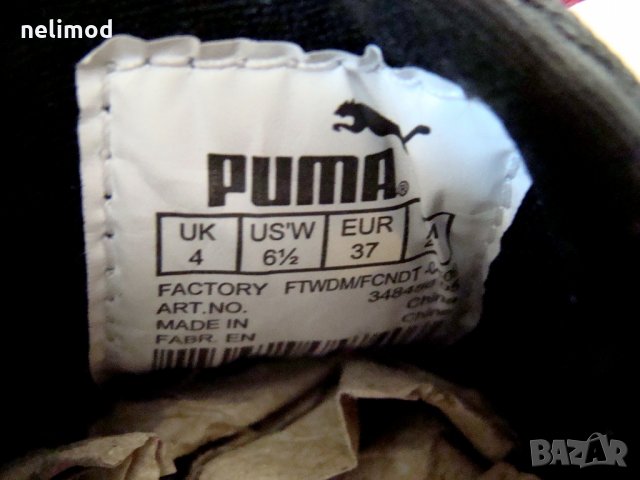 nelimod
PUMA®
UK US'W EUR
4 6½ 37
FACTORY FTWDM/FCNDT
ART.NO.
MADE IN China
FABR. EN Chine
BAZAR